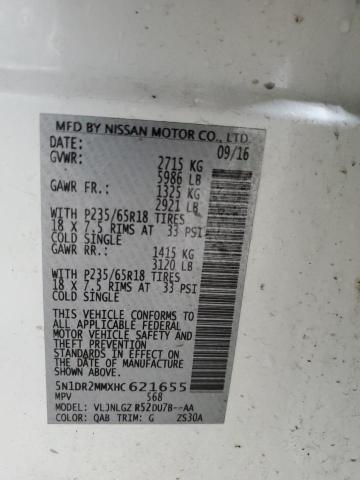 MFD BY NISSAN MOTOR CO., LTD.
DATE: 09/16
GVWR: 2715 KG
5986 LB
GAWR FR.: 1325 KG
2921 LB
WITH P235/65R18 TIRES
18 X 7.5 RIMS AT 33 PSI
COLD SINGLE
GAWR RR.: 1415 KG
3120 LB
WITH P235/65R18 TIRES
18 X 7.5 RIMS AT 33 PSI
COLD SINGLE
THIS VEHICLE CONFORMS TO
ALL APPLICABLE FEDERAL
MOTOR VEHICLE SAFETY
AND THEFT PREVENTION
STANDARDS IN EFFECT ON
THE DATE OF MANUFACTURE
SHOWN ABOVE.
5N1DR2MMXHC 621655
MPV 568
MODEL: VLJNLGZ R52DU7B--AA
COLOR: QAB TRIM: G ZS30A